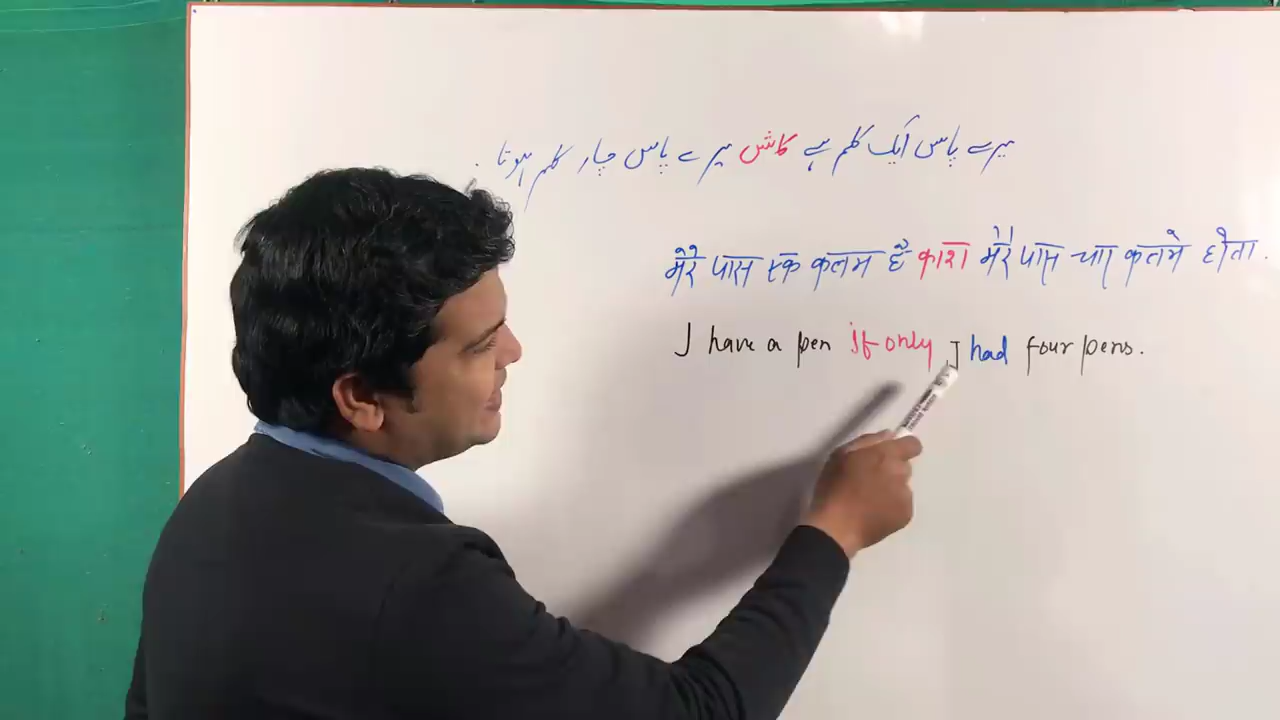 میرے پاس ایک قلم ہے کاش میرے پاس چار قلم ہوتا ۔
मेरे पास एक कलम है काश मेरे पास चार कलमे होता .
I have a pen if only I had four pens.